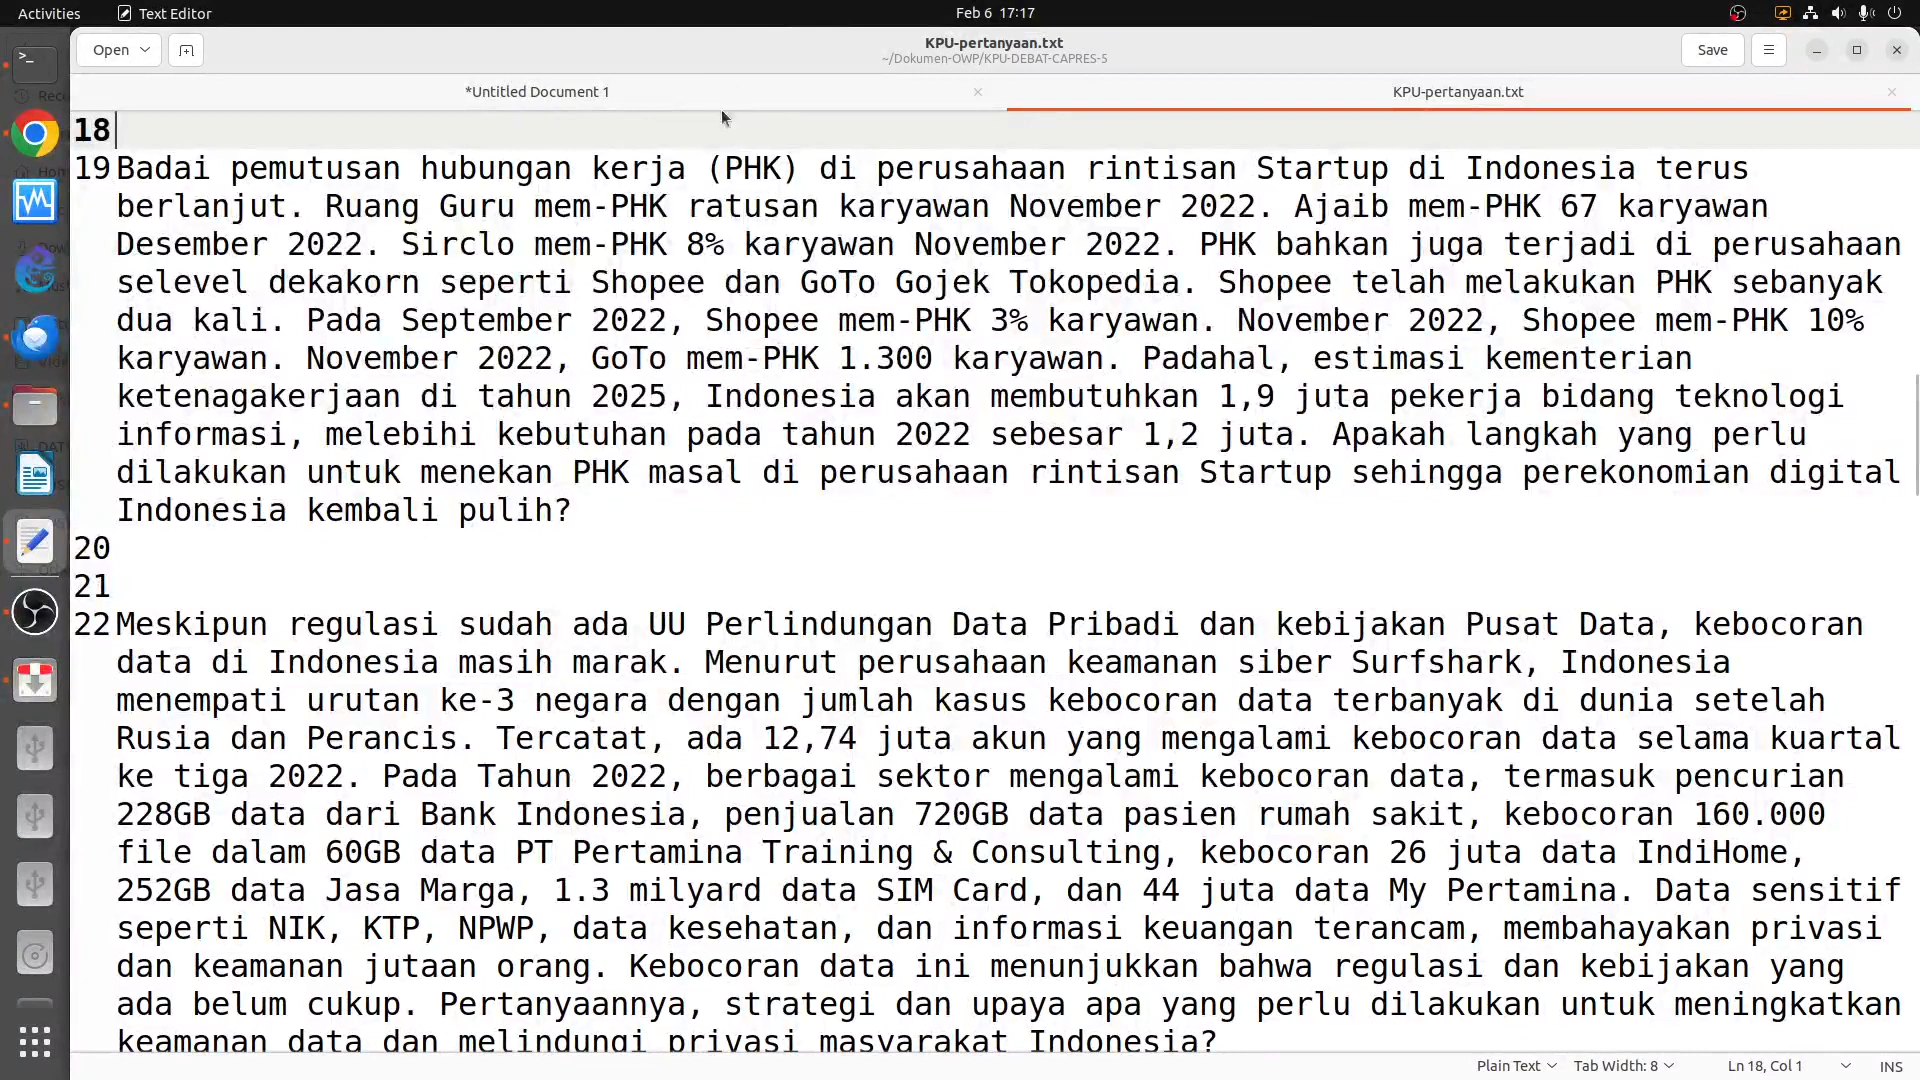 Activities
Text Editor
Feb 6 17:17
Open
KPU-pertanyaan.txt
~/Dokumen-OWP/KPU-DEBAT-CAPRES-5
Save
*Untitled Document 1
KPU-pertanyaan.txt
18
19 Badai pemutusan hubungan kerja (PHK) di perusahaan rintisan Startup di Indonesia terus
berlanjut. Ruang Guru mem-PHK ratusan karyawan November 2022. Ajaib mem-PHK 67 karyawan
Desember 2022. Sirclo mem-PHK 8% karyawan November 2022. PHK bahkan juga terjadi di perusahaan
selevel dekakorn seperti Shopee dan GoTo Gojek Tokopedia. Shopee telah melakukan PHK sebanyak
dua kali. Pada September 2022, Shopee mem-PHK 3% karyawan. November 2022, Shopee mem-PHK 10%
karyawan. November 2022, GoTo mem-PHK 1.300 karyawan. Padahal, estimasi kementerian
ketenagakerjaan di tahun 2025, Indonesia akan membutuhkan 1,9 juta pekerja bidang teknologi
informasi, melebihi kebutuhan pada tahun 2022 sebesar 1,2 juta. Apakah langkah yang perlu
dilakukan untuk menekan PHK masal di perusahaan rintisan Startup sehingga perekonomian digital
Indonesia kembali pulih?
20
21
22 Meskipun regulasi sudah ada UU Perlindungan Data Pribadi dan kebijakan Pusat Data, kebocoran
data di Indonesia masih marak. Menurut perusahaan keamanan siber Surfshark, Indonesia
menempati urutan ke-3 negara dengan jumlah kasus kebocoran data terbanyak di dunia setelah
Rusia dan Perancis. Tercatat, ada 12,74 juta akun yang mengalami kebocoran data selama kuartal
ke tiga 2022. Pada Tahun 2022, berbagai sektor mengalami kebocoran data, termasuk pencurian
228GB data dari Bank Indonesia, penjualan 720GB data pasien rumah sakit, kebocoran 160.000
file dalam 60GB data PT Pertamina Training & Consulting, kebocoran 26 juta data IndiHome,
252GB data Jasa Marga, 1.3 milyard data SIM Card, dan 44 juta data My Pertamina. Data sensitif
seperti NIK, KTP, NPWP, data kesehatan, dan informasi keuangan terancam, membahayakan privasi
dan keamanan jutaan orang. Kebocoran data ini menunjukkan bahwa regulasi dan kebijakan yang
ada belum cukup. Pertanyaannya, strategi dan upaya apa yang perlu dilakukan untuk meningkatkan
keamanan data dan melindungi privasi masyarakat Indonesia?
Plain Text
Tab Width: 8
Ln 18, Col 1
INS